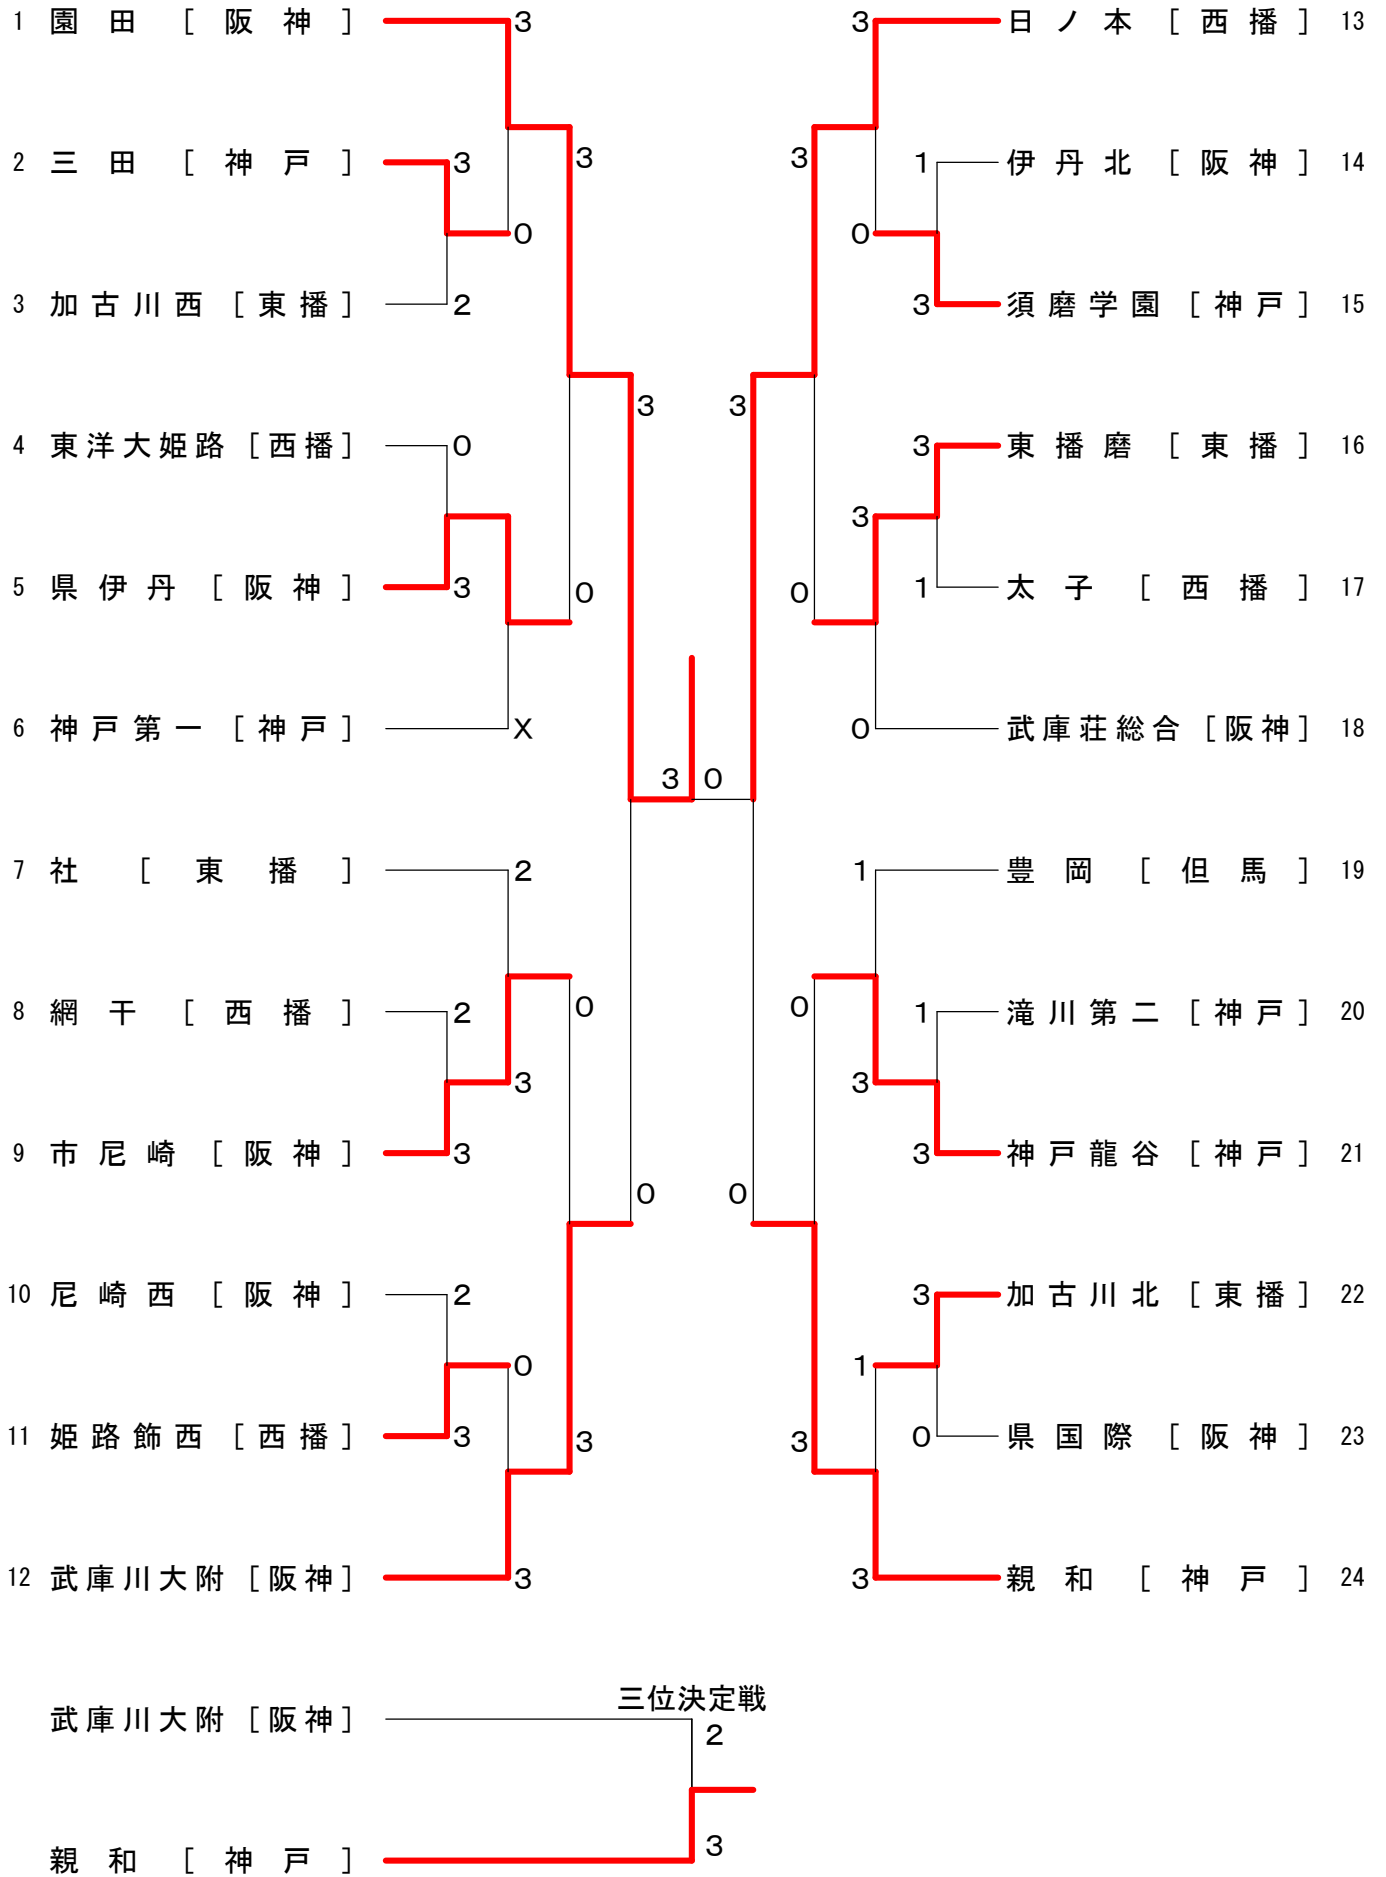 1 園田 [阪神] 3
3 日ノ本 [西播] 13
2 三田 [神戸] 3
3
3
1 伊丹北 [阪神] 14
0
0
3 加古川西 [東播] 2
3 須磨学園 [神戸] 15
3
3
4 東洋大姫路 [西播] 0
3 東播磨 [東播] 16
3
5 県伊丹 [阪神] 3
0
0
1 太子 [西播] 17
6 神戸第一 [神戸] X
0 武庫荘総合 [阪神] 18
3 0
7 社 [東播] 2
1 豊岡 [但馬] 19
8 網干 [西播] 2
0
0
1 滝川第二 [神戸] 20
3
3
9 市尼崎 [阪神] 3
3 神戸龍谷 [神戸] 21
0
0
10 尼崎西 [阪神] 2
3 加古川北 [東播] 22
0
1
11 姫路飾西 [西播] 3
3
3
0 県国際 [阪神] 23
12 武庫川大附 [阪神] 3
3 親和 [神戸] 24
三位決定戦
武庫川大附 [阪神]
2
3
親和 [神戸]